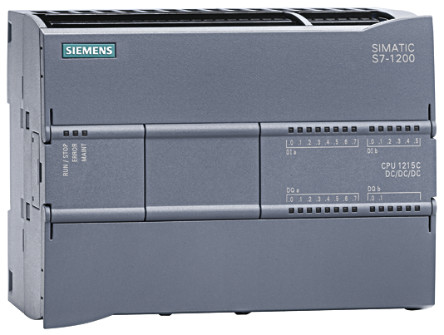 SIEMENS
SIMATIC
S7-1200
RUN / STOP
ERROR
MAINT
.0 .1 .2 .3 .4 .5 .6 .7
.0 .1 .2 .3 .4 .5
DI a
DI b
CPU 1215C
DC/DC/DC
DQ a
DQ b
.0 .1 .2 .3 .4 .5 .6 .7
.0 .1